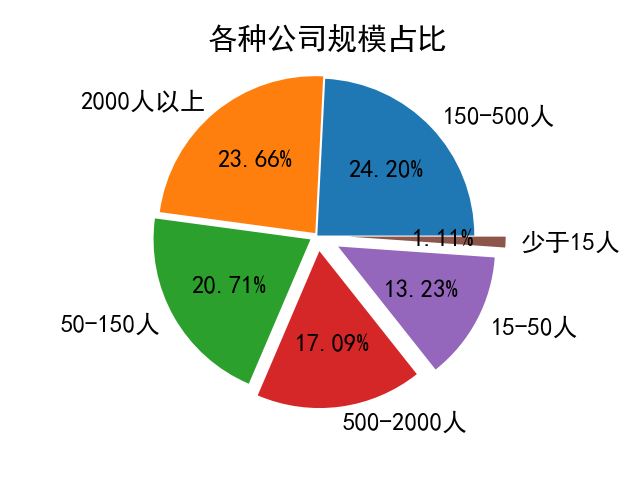 各种公司规模占比
2000人以上
150-500人
23.66%
24.20%
1.11%
少于15人
20.71%
13.23%
50-150人
17.09%
15-50人
500-2000人